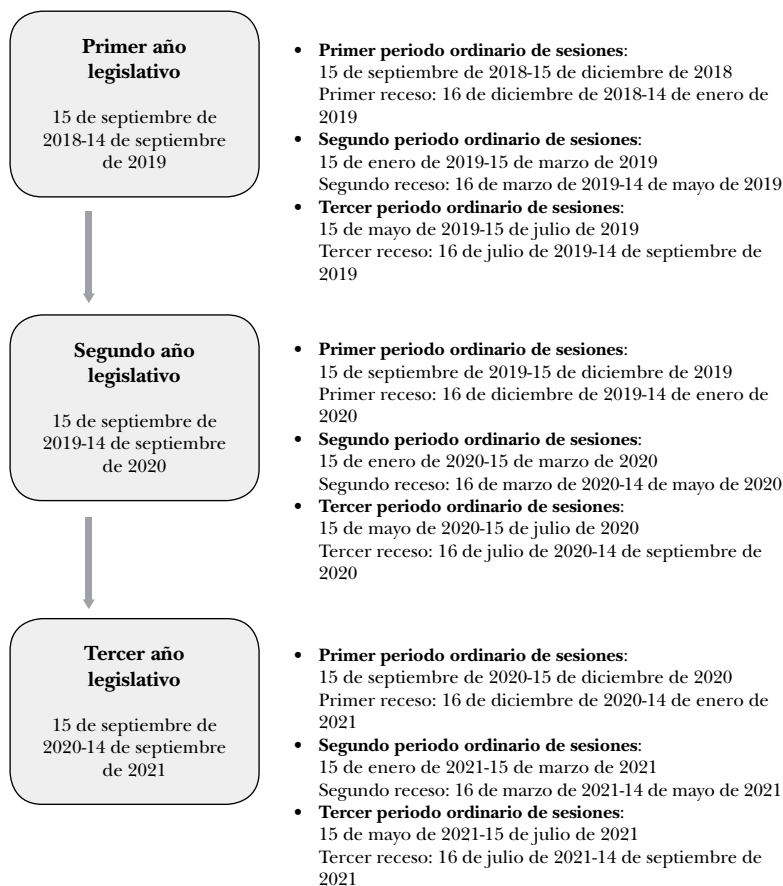 Primer año
legislativo
15 de septiembre de
2018-14 de septiembre
de 2019
• Primer periodo ordinario de sesiones:
15 de septiembre de 2018-15 de diciembre de 2018
Primer receso: 16 de diciembre de 2018-14 de enero de
2019
• Segundo periodo ordinario de sesiones:
15 de enero de 2019-15 de marzo de 2019
Segundo receso: 16 de marzo de 2019-14 de mayo de 2019
• Tercer periodo ordinario de sesiones:
15 de mayo de 2019-15 de julio de 2019
Tercer receso: 16 de julio de 2019-14 de septiembre de
2019
Segundo año
legislativo
15 de septiembre de
2019-14 de septiembre
de 2020
• Primer periodo ordinario de sesiones:
15 de septiembre de 2019-15 de diciembre de 2019
Primer receso: 16 de diciembre de 2019-14 de enero de
2020
• Segundo periodo ordinario de sesiones:
15 de enero de 2020-15 de marzo de 2020
Segundo receso: 16 de marzo de 2020-14 de mayo de 2020
• Tercer periodo ordinario de sesiones:
15 de mayo de 2020-15 de julio de 2020
Tercer receso: 16 de julio de 2020-14 de septiembre de
2020
Tercer año
legislativo
15 de septiembre de
2020-14 de septiembre
de 2021
• Primer periodo ordinario de sesiones:
15 de septiembre de 2020-15 de diciembre de 2020
Primer receso: 16 de diciembre de 2020-14 de enero de
2021
• Segundo periodo ordinario de sesiones:
15 de enero de 2021-15 de marzo de 2021
Segundo receso: 16 de marzo de 2021-14 de mayo de 2021
• Tercer periodo ordinario de sesiones:
15 de mayo de 2021-15 de julio de 2021
Tercer receso: 16 de julio de 2021-14 de septiembre de
2021